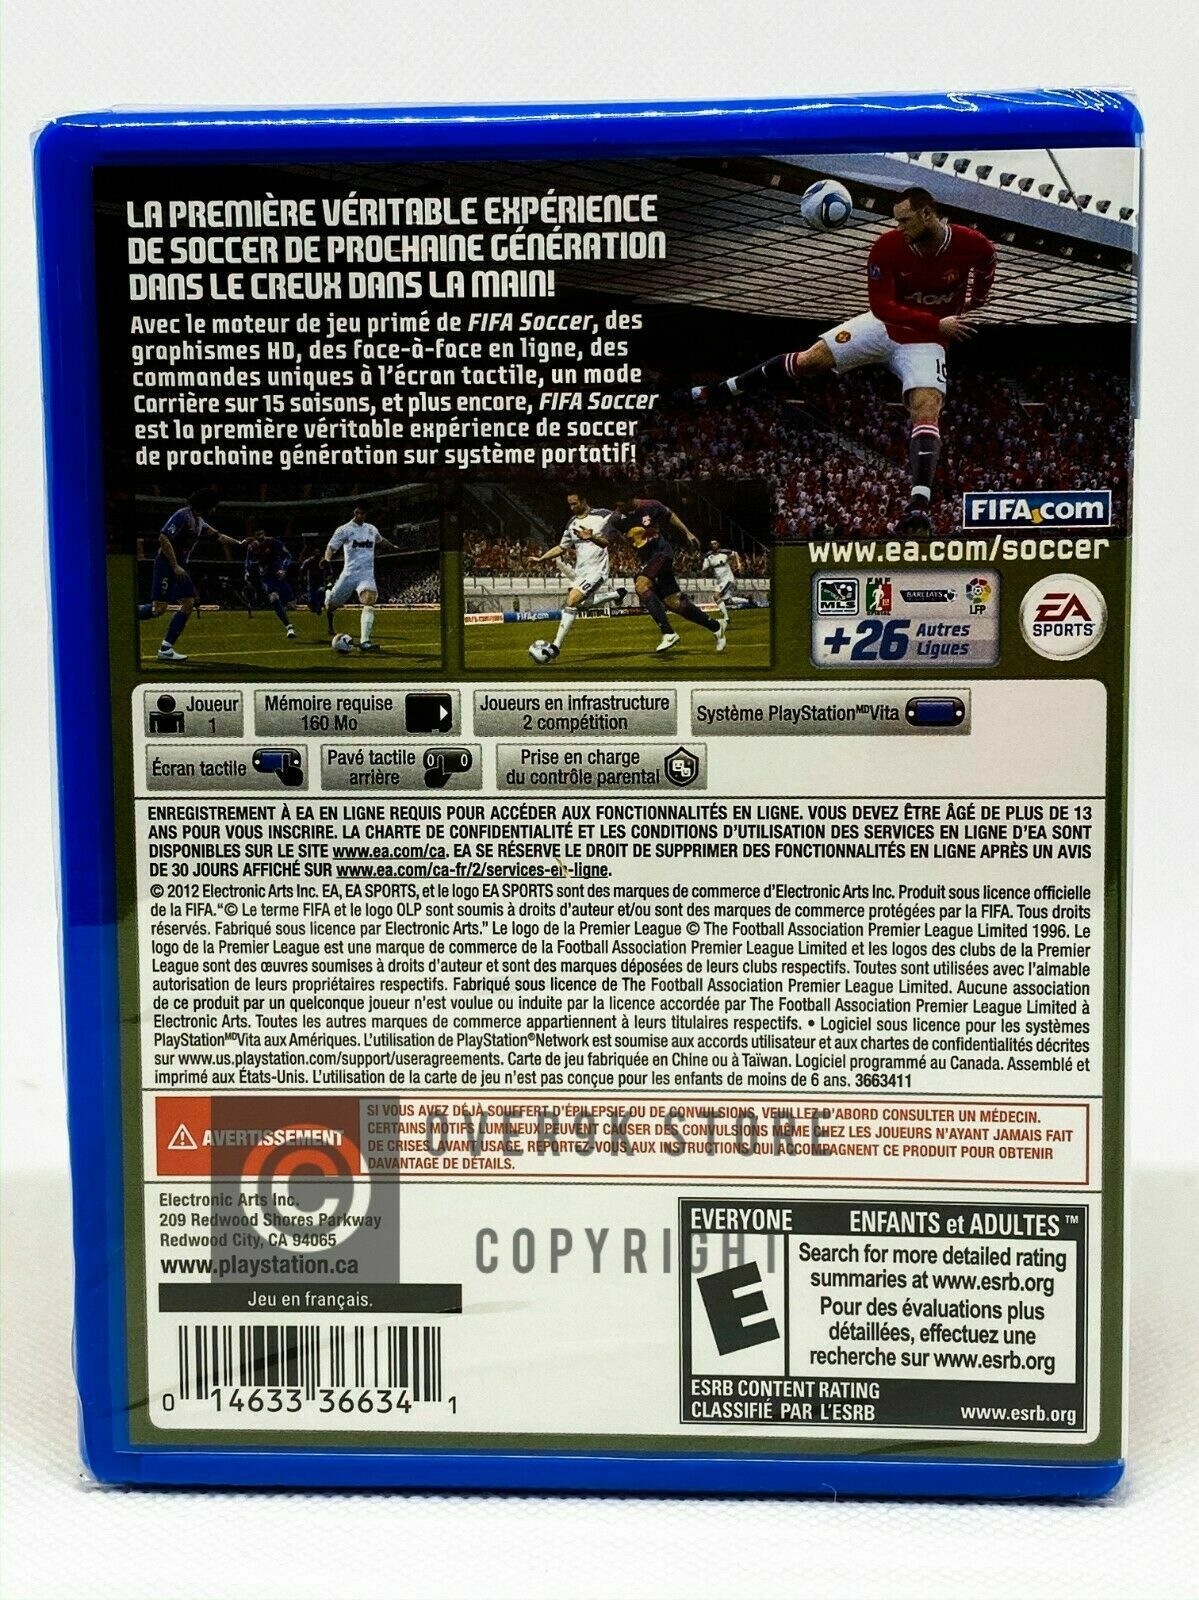 LA PREMIÈRE VÉRITABLE EXPÉRIENCE
DE SOCCER DE PROCHAINE GÉNÉRATION
DANS LE CREUX DANS LA MAIN!
Avec le moteur de jeu primé de FIFA Soccer, des
graphismes HD, des face-à-face en ligne, des
commandes uniques à l'écran tactile, un mode
Carrière sur 15 saisons, et plus encore, FIFA Soccer
est la première véritable expérience de soccer
de prochaine génération sur système portatif!
AON
10
FIFA.com
www.ea.com/soccer
MLS
BARCLAYS
LFP
+26 Autres
Ligues
EA
SPORTS
5
bwin
10
FIFA.com
Joueur
1
Mémoire requise
160 Mo
Joueurs en infrastructure
2 compétition
Système PlayStationᴹᴰVita
Écran tactile
Pavé tactile
arrière
Prise en charge
du contrôle parental
ENREGISTREMENT À EA EN LIGNE REQUIS POUR ACCÉDER AUX FONCTIONNALITÉS EN LIGNE. VOUS DEVEZ ÊTRE ÂGÉ DE PLUS DE 13
ANS POUR VOUS INSCRIRE. LA CHARTE DE CONFIDENTIALITÉ ET LES CONDITIONS D'UTILISATION DES SERVICES EN LIGNE D'EA SONT
DISPONIBLES SUR LE SITE www.ea.com/ca. EA SE RÉSERVE LE DROIT DE SUPPRIMER DES FONCTIONNALITÉS EN LIGNE APRÈS UN AVIS
DE 30 JOURS AFFICHÉ SUR www.ea.com/ca-fr/2/services-en-ligne.
© 2012 Electronic Arts Inc. EA, EA SPORTS, et le logo EA SPORTS sont des marques de commerce d'Electronic Arts Inc. Produit sous licence officielle
de la FIFA."© Le terme FIFA et le logo OLP sont soumis à droits d'auteur et/ou sont des marques de commerce protégées par la FIFA. Tous droits
réservés. Fabriqué sous licence par Electronic Arts." Le logo de la Premier League © The Football Association Premier League Limited 1996. Le
logo de la Premier League est une marque de commerce de la Football Association Premier League Limited et les logos des clubs de la Premier
League sont des œuvres soumises à droits d'auteur et sont des marques déposées de leurs clubs respectifs. Toutes sont utilisées avec l'aimable
autorisation de leurs propriétaires respectifs. Fabriqué sous licence de The Football Association Premier League Limited. Aucune association
de ce produit par un quelconque joueur n'est voulue ou induite par la licence accordée par The Football Association Premier League Limited à
Electronic Arts. Toutes les autres marques de commerce appartiennent à leurs titulaires respectifs. • Logiciel sous licence pour les systèmes
PlayStationᴹᴰVita aux Amériques. L'utilisation de PlayStation®Network est soumise aux accords utilisateur et aux chartes de confidentialité décrites
sur www.us.playstation.com/support/useragreements. Carte de jeu fabriquée en Chine ou à Taïwan. Logiciel programmé au Canada. Assemblé et
imprimé aux États-Unis. L'utilisation de la carte de jeu n'est pas conçue pour les enfants de moins de 6 ans. 3663411
AVERTISSEMENT
SI VOUS AVEZ DÉJÀ SOUFFERT D'ÉPILEPSIE OU DE CONVULSIONS, VEUILLEZ D'ABORD CONSULTER UN MÉDECIN.
CERTAINS MOTIFS LUMINEUX PEUVENT CAUSER DES CONVULSIONS MÊME CHEZ LES JOUEURS N'AYANT JAMAIS FAIT
DE CRISES. AVANT USAGE, REPORTEZ-VOUS AUX INSTRUCTIONS QUI ACCOMPAGNENT CE PRODUIT POUR OBTENIR
DAVANTAGE DE DÉTAILS.
OVER9K STORE
©
COPYRIGHT
Electronic Arts Inc.
209 Redwood Shores Parkway
Redwood City, CA 94065
www.playstation.ca
Jeu en français.
0 14633 36634 1
EVERYONE ENFANTS et ADULTES ™
E
Search for more detailed rating
summaries at www.esrb.org
Pour des évaluations plus
détaillées, effectuez une
recherche sur www.esrb.org
ESRB CONTENT RATING
CLASSIFIÉ PAR L'ESRB
www.esrb.org